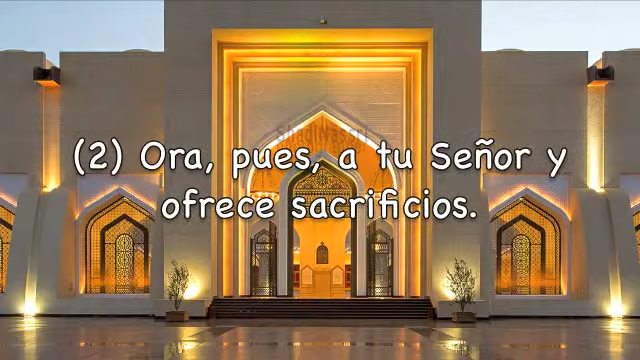 (2) Ora, pues, a tu Señor y
ofrece sacrificios.